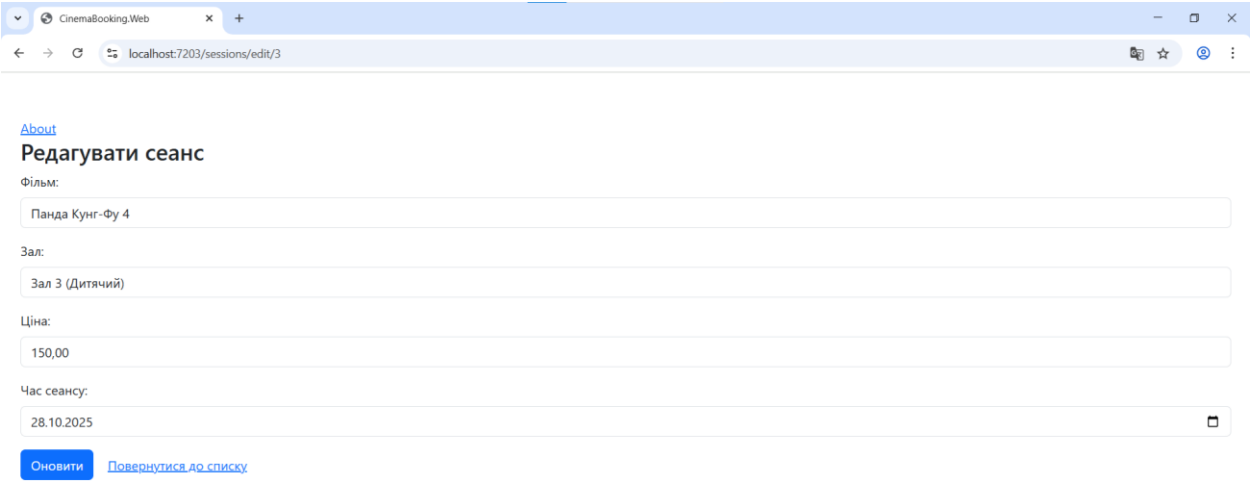 CinemaBooking.Web
localhost:7203/sessions/edit/3
About
Редагувати сеанс
Фільм:
Панда Кунг-Фу 4
Зал:
Зал 3 (Дитячий)
Ціна:
150,00
Час сеансу:
28.10.2025
Оновити Повернутися до списку